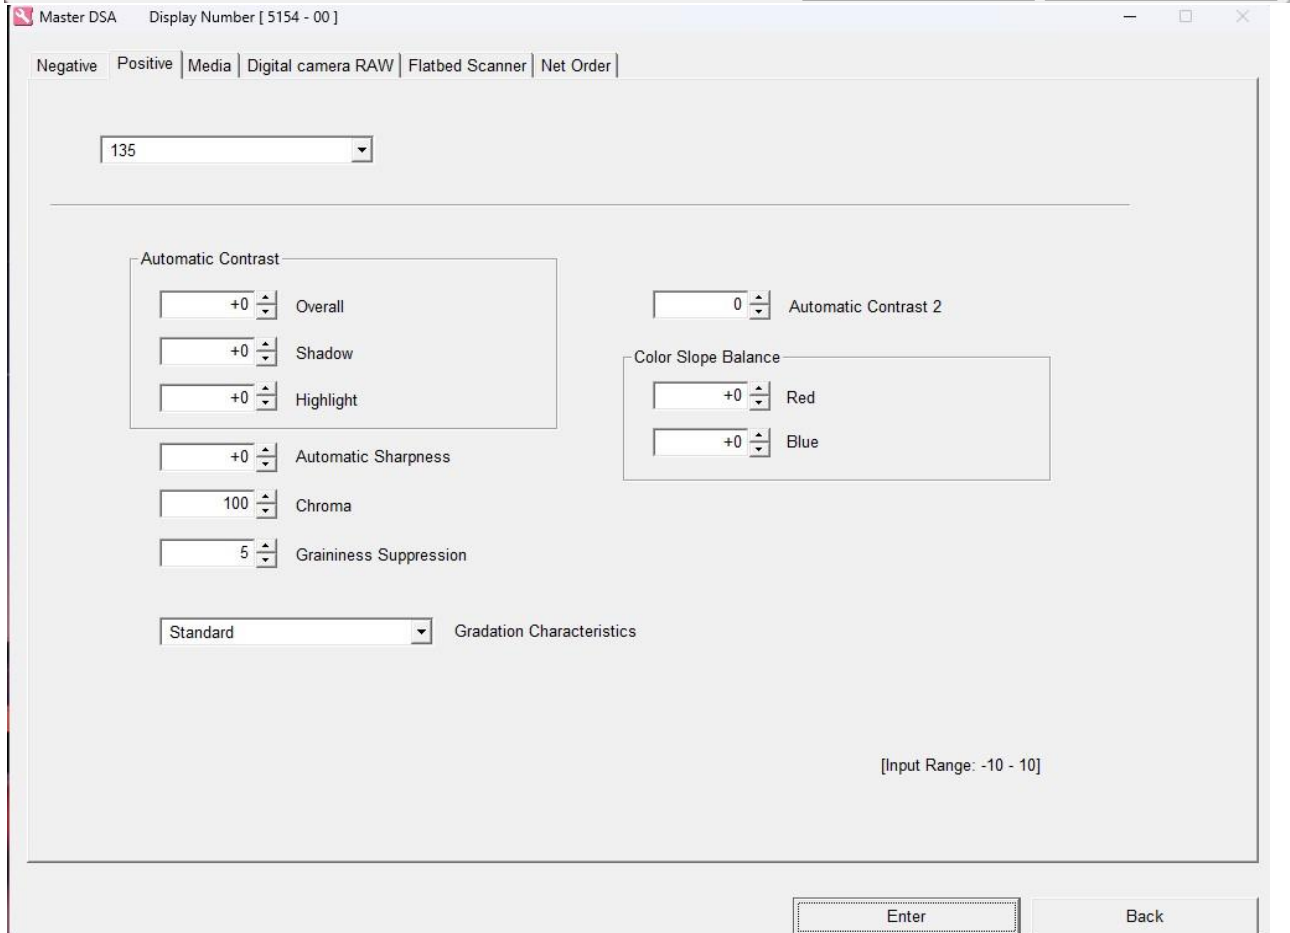 Master DSA Display Number [ 5154 - 00 ]
Negative Positive Media Digital camera RAW Flatbed Scanner Net Order
135
Automatic Contrast
+0 Overall
0 Automatic Contrast 2
+0 Shadow
Color Slope Balance
+0 Highlight
+0 Red
+0 Blue
+0 Automatic Sharpness
100 Chroma
5 Graininess Suppression
Standard Gradation Characteristics
[Input Range: -10 - 10]
Enter Back